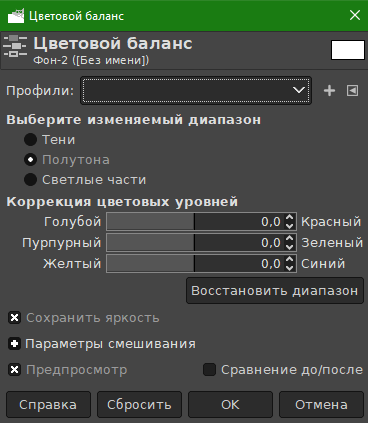 Цветовой баланс
Цветовой баланс
Фон-2 ([Без имени])
Профили:
Выберите изменяемый диапазон
Тени
Полутона
Светлые части
Коррекция цветовых уровней
Голубой 0,0 Красный
Пурпурный 0,0 Зеленый
Желтый 0,0 Синий
Восстановить диапазон
Сохранить яркость
Параметры смешивания
Предпросмотр Сравнение до/после
Справка Сбросить OK Отмена